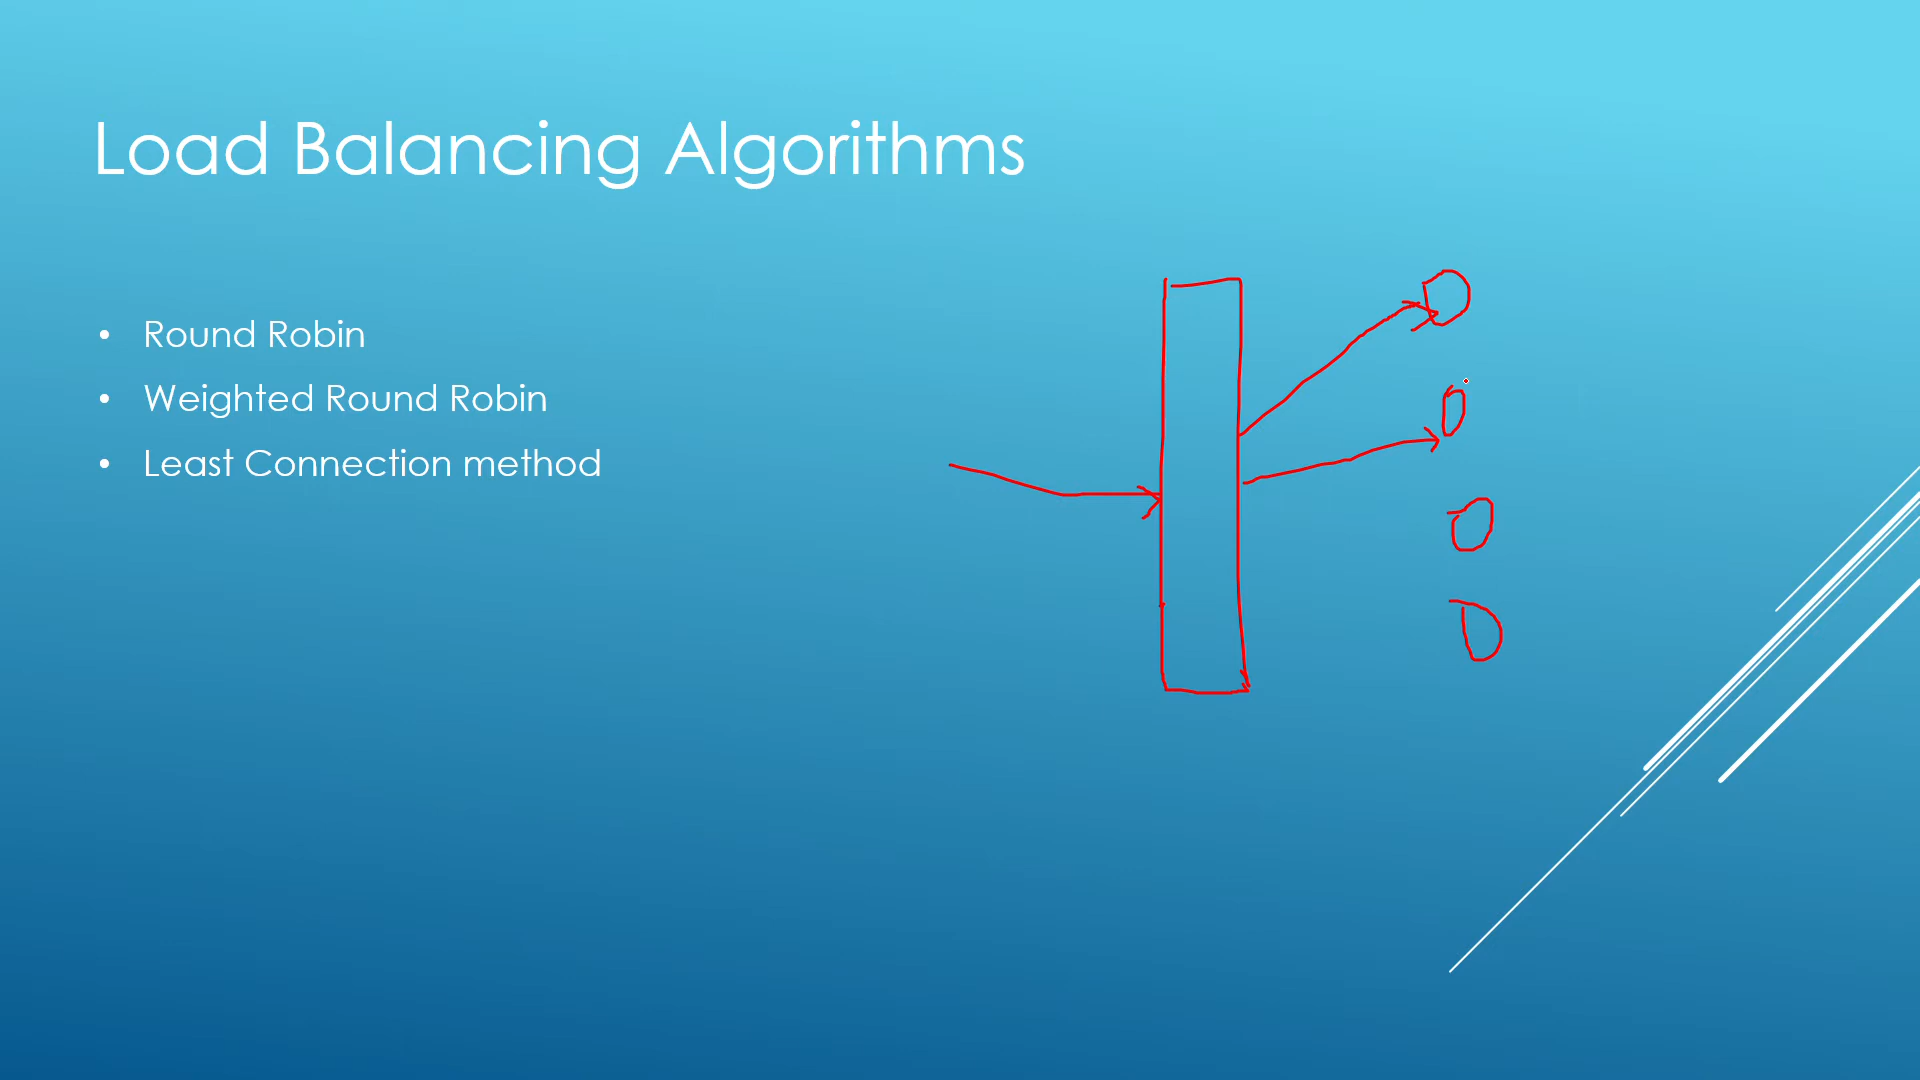 Load Balancing Algorithms
• Round Robin
• Weighted Round Robin
• Least Connection method